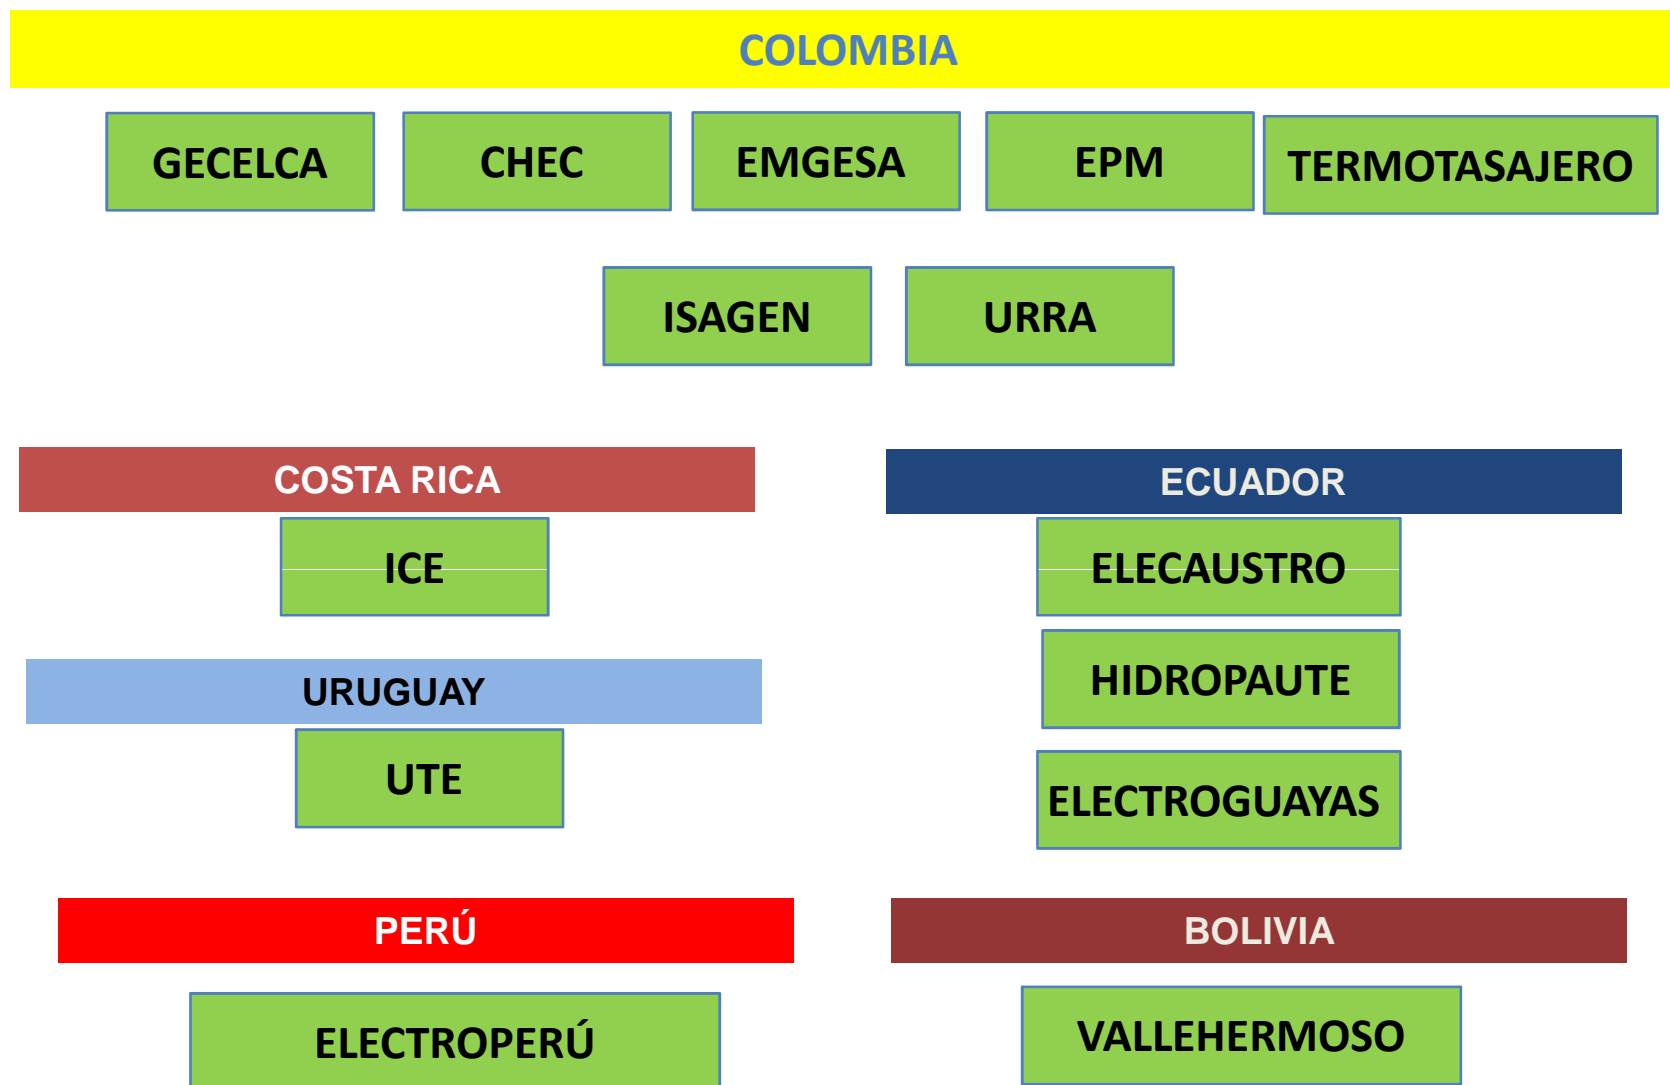 COLOMBIA
GECELCA
CHEC
EMGESA
EPM
TERMOTASAJERO
ISAGEN
URRA
COSTA RICA
ICE
ECUADOR
ELECAUSTRO
HIDROPAUTE
ELECTROGUAYAS
URUGUAY
UTE
PERÚ
ELECTROPERÚ
BOLIVIA
VALLEHERMOSO